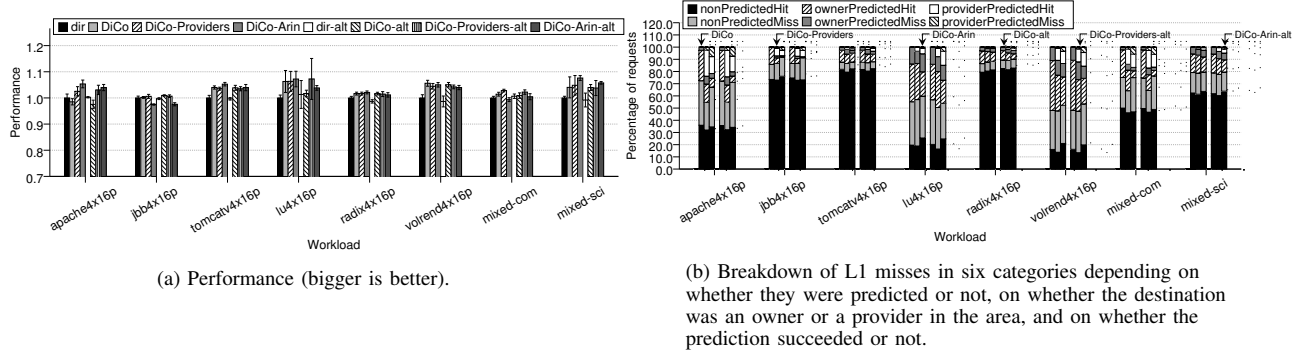 dir DiCo DiCo-Providers DiCo-Arin dir-alt DiCo-alt DiCo-Providers-alt DiCo-Arin-alt
1.2
1.1
1.0
0.9
0.8
0.7
Performance
apache4x16p
jbb4x16p
tomcatv4x16p
lu4x16p
radix4x16p
volrend4x16p
mixed-com
mixed-sci
Workload
(a) Performance (bigger is better).
nonPredictedHit ownerPredictedHit providerPredictedHit
nonPredictedMiss ownerPredictedMiss providerPredictedMiss
DiCo DiCo-Providers DiCo-Arin DiCo-alt DiCo-Providers-alt DiCo-Arin-alt
120.0
110.0
100.0
90.0
80.0
70.0
60.0
50.0
40.0
30.0
20.0
10.0
0.0
Percentage of requests
apache4x16p
jbb4x16p
tomcatv4x16p
lu4x16p
radix4x16p
volrend4x16p
mixed-com
mixed-sci
Workload
(b) Breakdown of L1 misses in six categories depending on
whether they were predicted or not, on whether the destination
was an owner or a provider in the area, and on whether the
prediction succeeded or not.